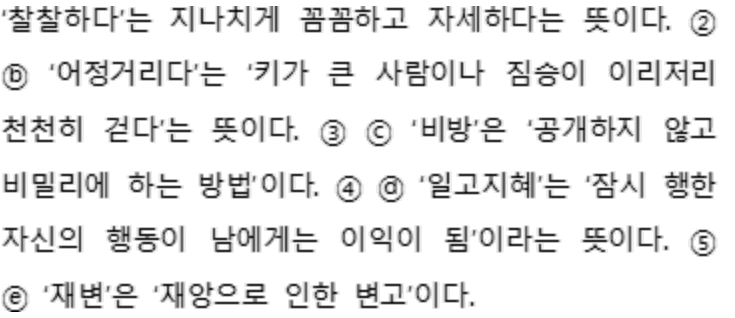 ‘찰찰하다’는 지나치게 꼼꼼하고 자세하다는 뜻이다. ②
ⓑ ‘어정거리다’는 ‘키가 큰 사람이나 짐승이 이리저리
천천히 걷다’는 뜻이다. ③ ⓒ ‘비방’은 ‘공개하지 않고
비밀리에 하는 방법’이다. ④ ⓓ ‘일고지혜’는 ‘잠시 행한
자신의 행동이 남에게는 이익이 됨’이라는 뜻이다. ⑤
ⓔ ‘재변’은 ‘재앙으로 인한 변고’이다.